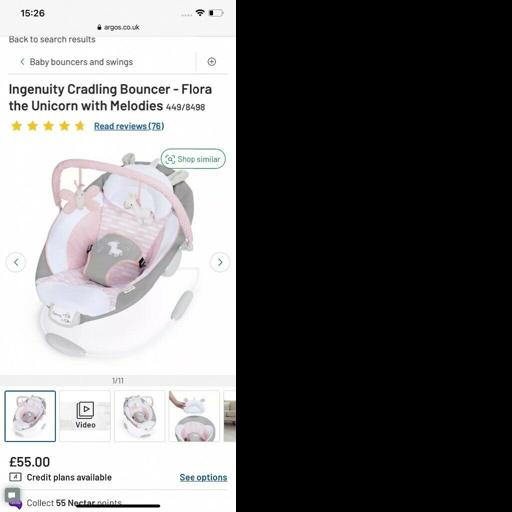 15:26
argos.co.uk
Back to search results
Baby bouncers and swings
Ingenuity Cradling Bouncer - Flora
the Unicorn with Melodies 449/8498
Read reviews (76)
Shop similar
1/11
Video
£55.00
Credit plans available
See options
Collect 55 Nectar points